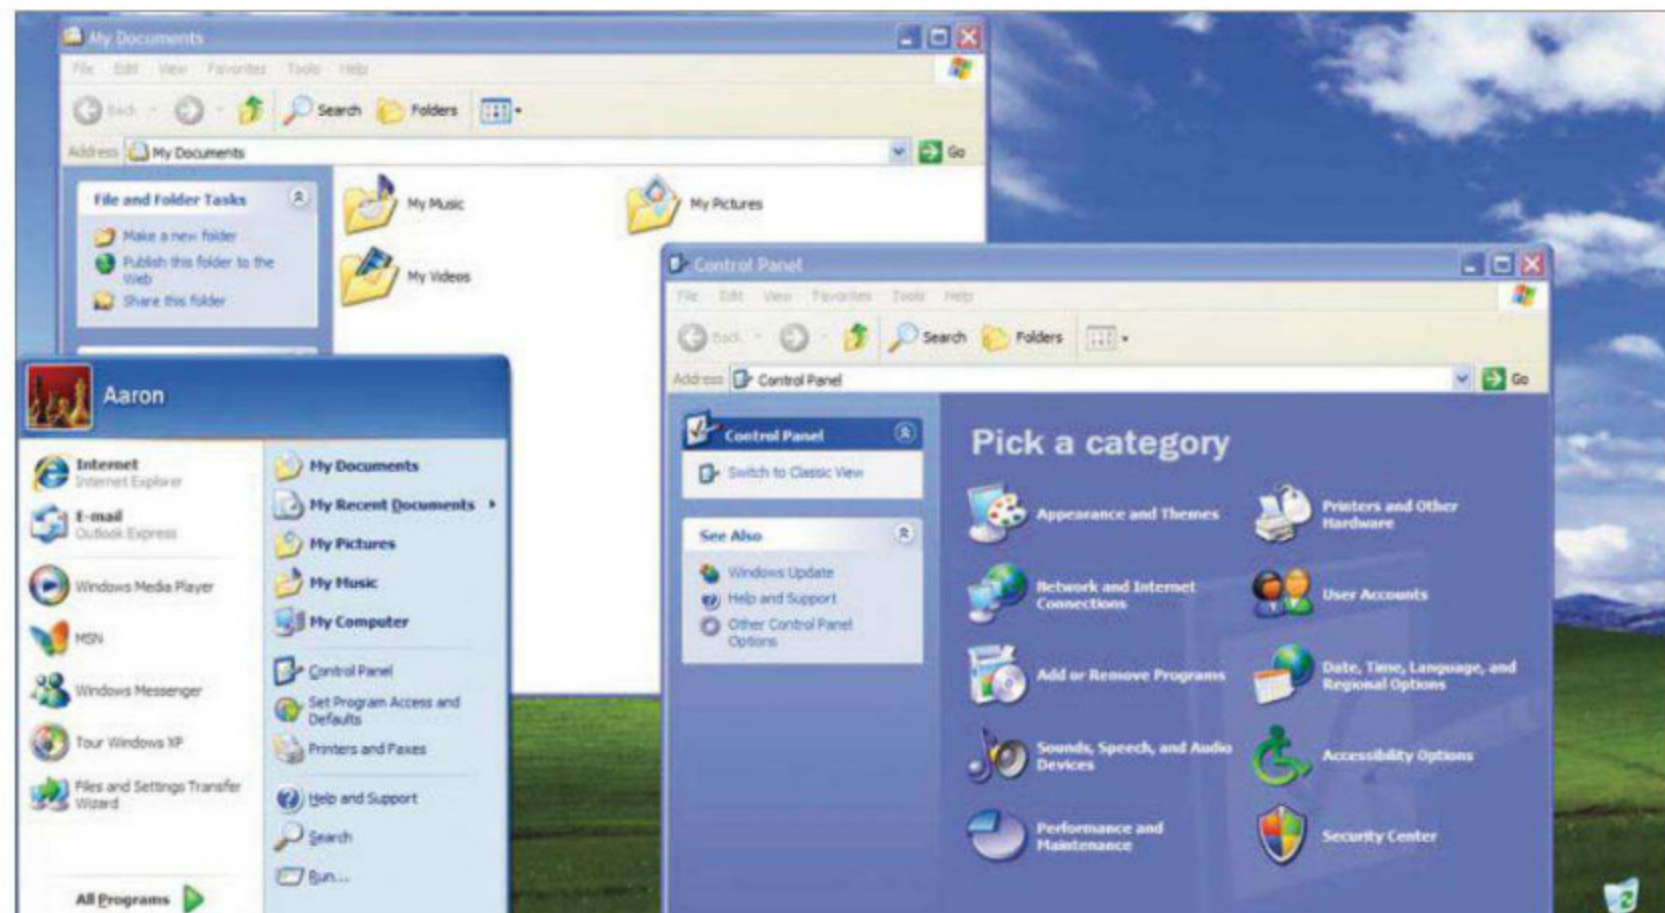 My Documents
File Edit View Favorites Tools Help
Back
Search
Folders
Address
My Documents
Go
File and Folder Tasks
Make a new folder
Publish this folder to the
Web
Share this folder
My Music
My Pictures
My Videos
Control Panel
File Edit View Favorites Tools Help
Back
Search
Folders
Address
Control Panel
Go
Control Panel
Switch to Classic View
See Also
Windows Update
Help and Support
Other Control Panel
Options
Pick a category
Appearance and Themes
Printers and Other
Hardware
Network and Internet
Connections
User Accounts
Add or Remove Programs
Date, Time, Language, and
Regional Options
Sounds, Speech, and Audio
Devices
Accessibility Options
Performance and
Maintenance
Security Center
Aaron
Internet
Internet Explorer
E-mail
Outlook Express
Windows Media Player
MSN
Windows Messenger
Tour Windows XP
Files and Settings Transfer
Wizard
All Programs
My Documents
My Recent Documents
My Pictures
My Music
My Computer
Control Panel
Set Program Access and
Defaults
Printers and Faxes
Help and Support
Search
Run...